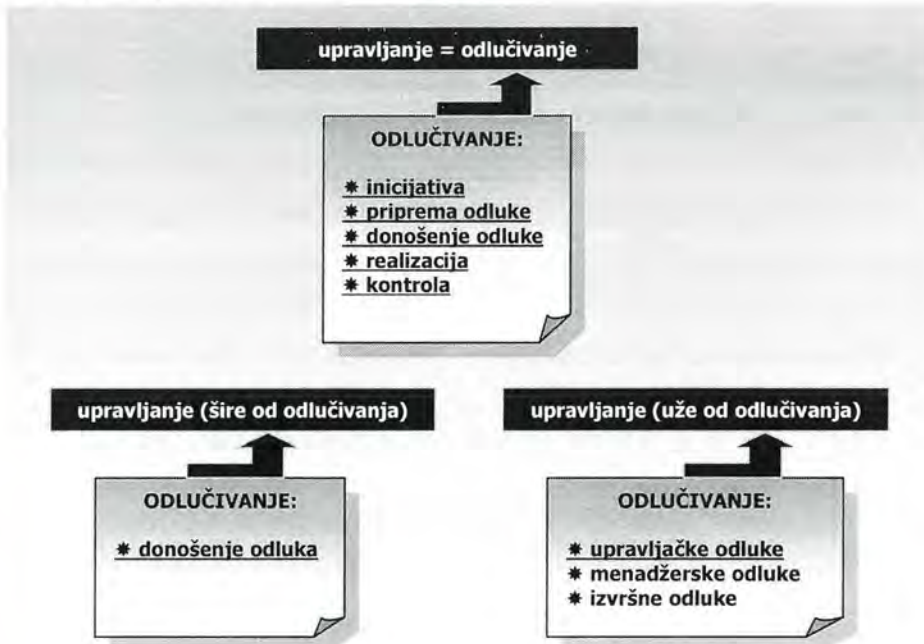 upravljanje = odlučivanje
ODLUČIVANJE:
✷ inicijativa
✷ priprema odluke
✷ donošenje odluke
✷ realizacija
✷ kontrola
upravljanje (šire od odlučivanja)
ODLUČIVANJE:
✷ donošenje odluka
upravljanje (uže od odlučivanja)
ODLUČIVANJE:
✷ upravljačke odluke
✷ menadžerske odluke
✷ izvršne odluke